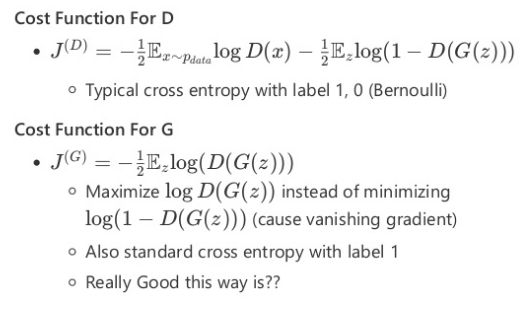 Cost Function For D
• J^{(D)} = -\frac{1}{2}\mathbb{E}_{x \sim p_{data}} \log D(x) - \frac{1}{2}\mathbb{E}_z \log(1 - D(G(z)))
◦ Typical cross entropy with label 1, 0 (Bernoulli)
Cost Function For G
• J^{(G)} = -\frac{1}{2}\mathbb{E}_z \log(D(G(z)))
◦ Maximize log D(G(z)) instead of minimizing
log(1 − D(G(z))) (cause vanishing gradient)
◦ Also standard cross entropy with label 1
◦ Really Good this way is??